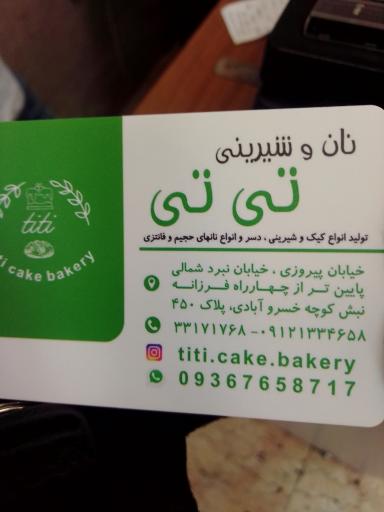 نان و شیرینی
تی تی
تولید انواع کیک و شیرینی ، دسر و انواع نانهای حجیم و فانتزی
خیابان پیروزی ، خیابان نبرد شمالی
پایین تر از چهارراه فرزانه
نبش کوچه خسرو آبادی، پلاک ۴۵۰
۳۳۱۷۱۷۶۸ - ۰۹۱۲۱۳۳۴۶۵۸
titi.cake.bakery
09367658717
titi
titi cake bakery